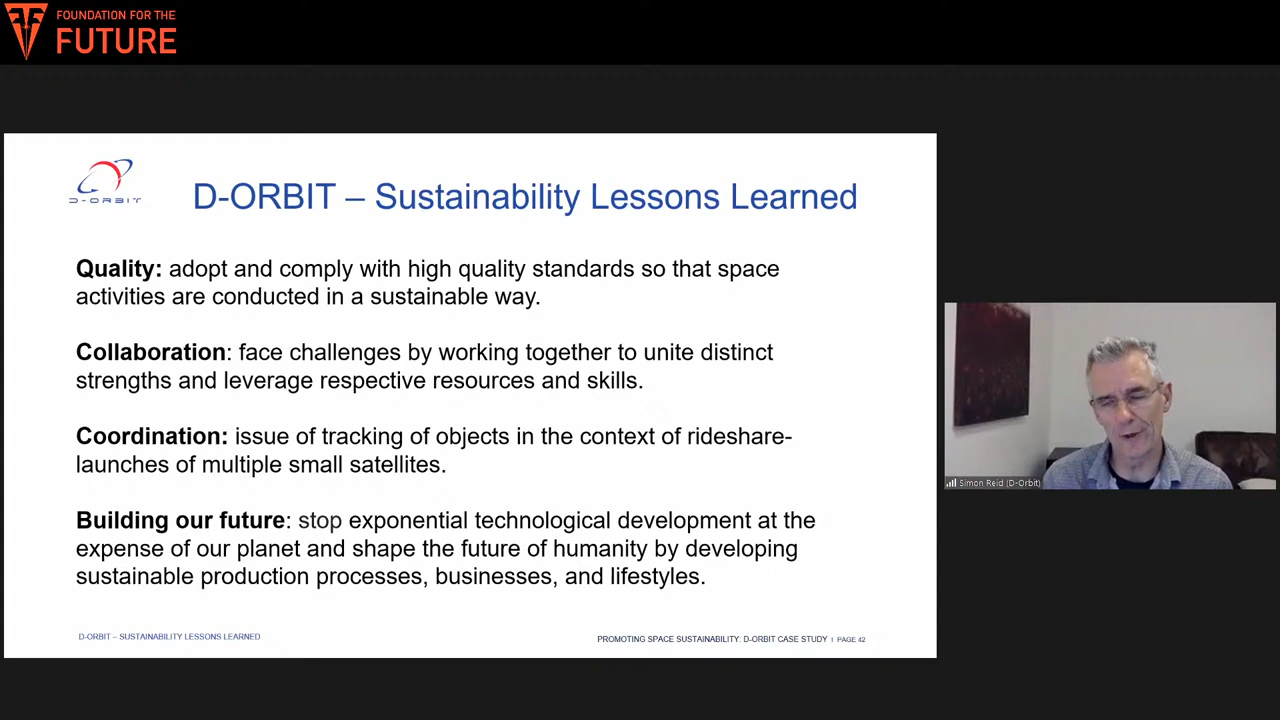 FOUNDATION FOR THE
FUTURE
D-ORBIT
D-ORBIT – Sustainability Lessons Learned
Quality: adopt and comply with high quality standards so that space
activities are conducted in a sustainable way.
Collaboration: face challenges by working together to unite distinct
strengths and leverage respective resources and skills.
Coordination: issue of tracking of objects in the context of rideshare-
launches of multiple small satellites.
Building our future: stop exponential technological development at the
expense of our planet and shape the future of humanity by developing
sustainable production processes, businesses, and lifestyles.
D-ORBIT – SUSTAINABILITY LESSONS LEARNED
PROMOTING SPACE SUSTAINABILITY: D-ORBIT CASE STUDY I PAGE 42
Simon Reid (D-Orbit)